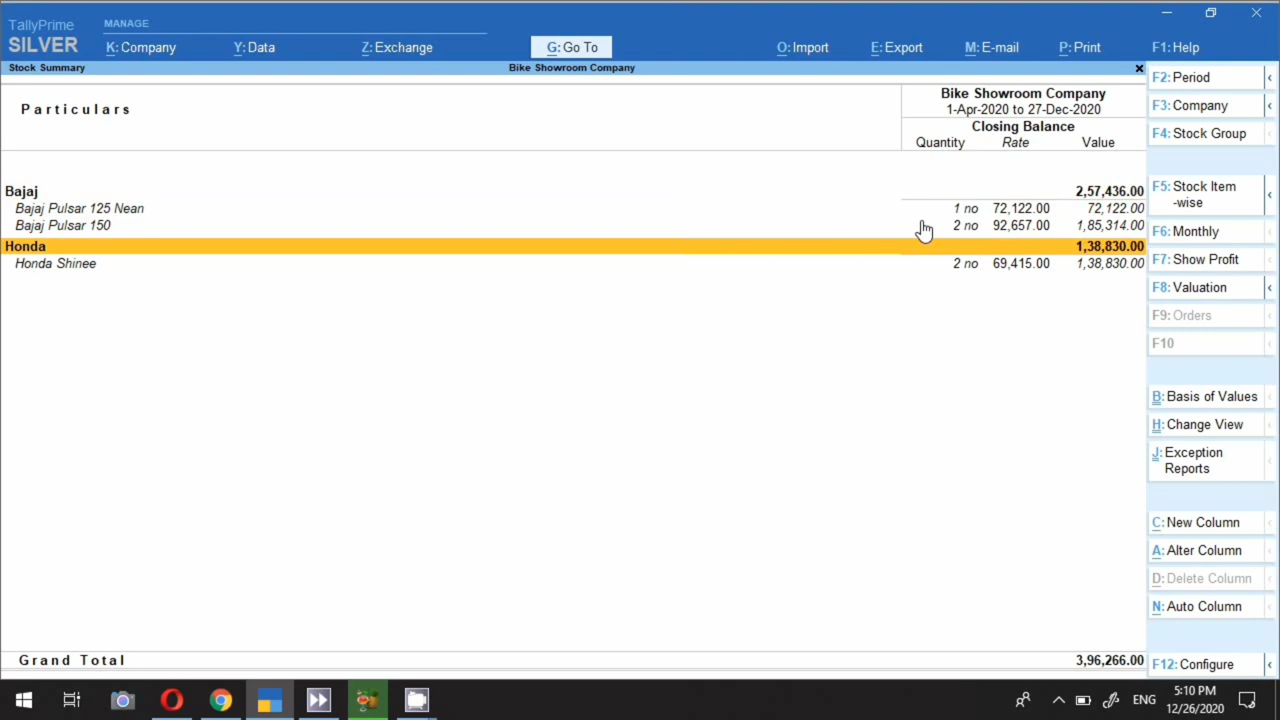 TallyPrime
SILVER
MANAGE
K: Company
Y: Data
Z: Exchange
G: Go To
O: Import
E: Export
M: E-mail
P: Print
F1: Help
Stock Summary
Bike Showroom Company
Particulars
Bike Showroom Company
1-Apr-2020 to 27-Dec-2020
Closing Balance
Quantity Rate Value
Bajaj 2,57,436.00
Bajaj Pulsar 125 Nean 1 no 72,122.00 72,122.00
Bajaj Pulsar 150 2 no 92,657.00 1,85,314.00
Honda 1,38,830.00
Honda Shinee 2 no 69,415.00 1,38,830.00
Grand Total 3,96,266.00
F2: Period
F3: Company
F4: Stock Group
F5: Stock Item
-wise
F6: Monthly
F7: Show Profit
F8: Valuation
F9: Orders
F10
B: Basis of Values
H: Change View
J: Exception
Reports
C: New Column
A: Alter Column
D: Delete Column
N: Auto Column
F12: Configure
ENG
5:10 PM
12/26/2020